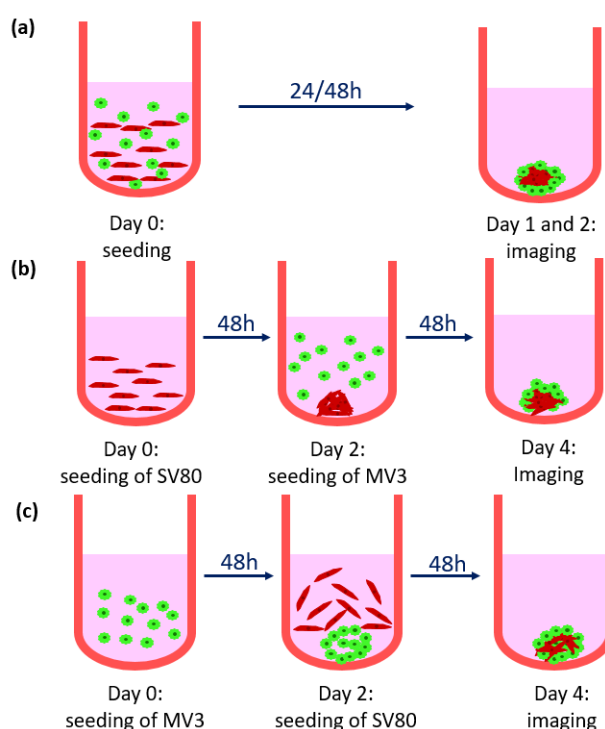 (a)
24/48h
Day 0:
seeding
Day 1 and 2:
imaging
(b)
48h
48h
Day 0:
seeding of SV80
Day 2:
seeding of MV3
Day 4:
Imaging
(c)
48h
48h
Day 0:
seeding of MV3
Day 2:
seeding of SV80
Day 4:
imaging